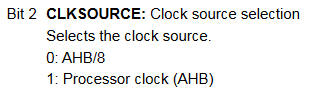 Bit 2 CLKSOURCE: Clock source selection
Selects the clock source.
0: AHB/8
1: Processor clock (AHB)